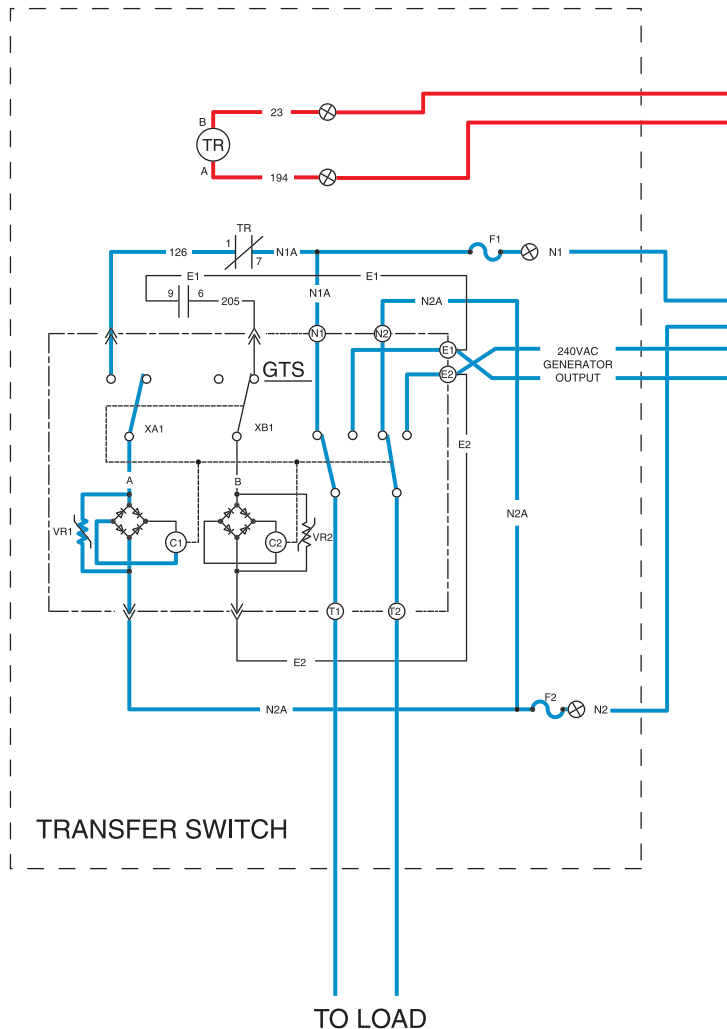 23
B
TR
A
194
TR
F1
1
126
N1A
N1
7
E1
E1
9
6
205
N1A
N2A
N1
N2
E1
240VAC
GENERATOR
OUTPUT
GTS
E2
XA1
XB1
E2
A
B
N2A
VR1
C1
C2
VR2
T1
T2
E2
F2
N2A
N2
TRANSFER SWITCH
TO LOAD